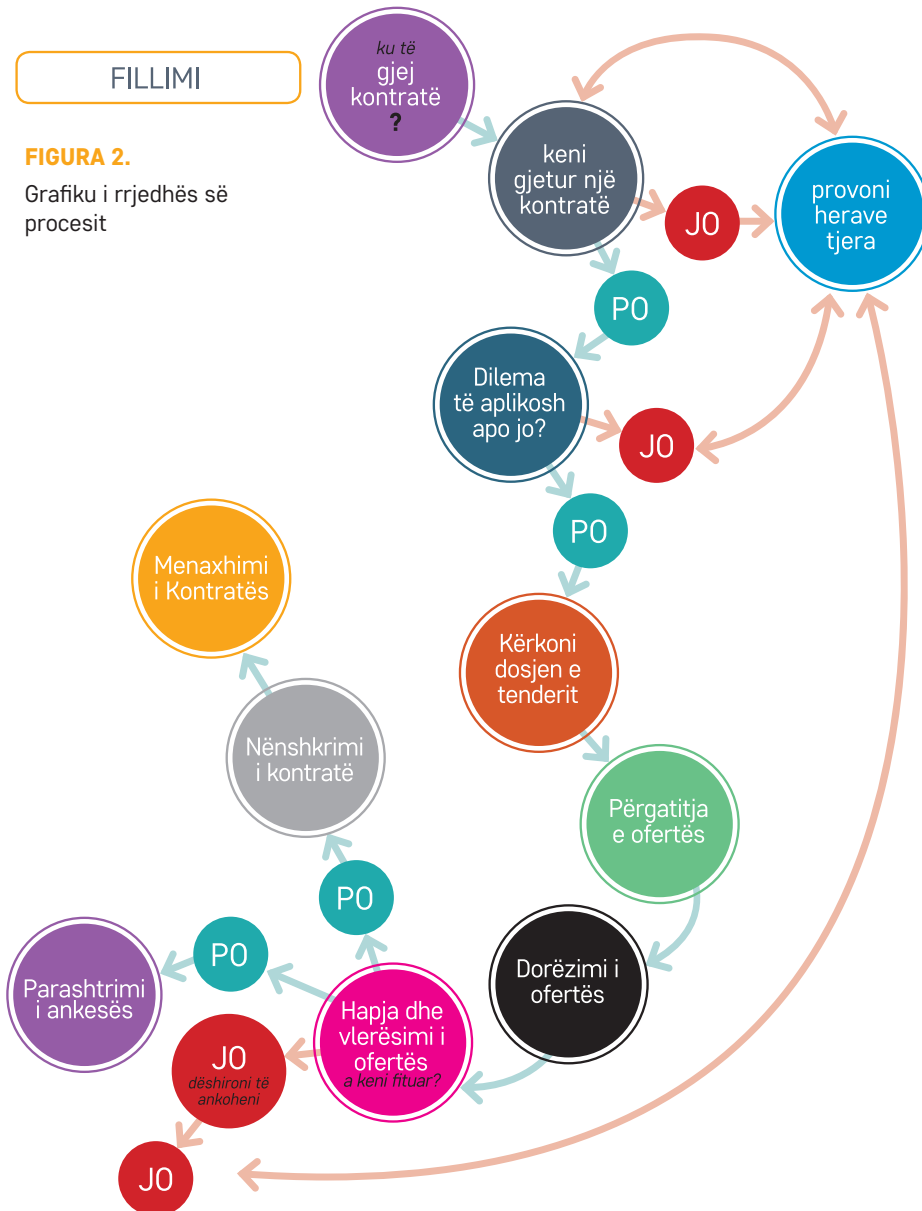 FILLIMI
FIGURA 2.
Grafiku i rrjedhës së
procesit
ku të
gjej
kontratë
?
keni
gjetur një
kontratë
JO
provoni
herave
tjera
PO
Dilema
të aplikosh
apo jo?
JO
PO
Menaxhimi
i Kontratës
Kërkoni
dosjen e
tenderit
Nënshkrimi
i kontratë
Përgatitja
e ofertës
PO
PO
Parashtrimi
i ankesës
Dorëzimi i
ofertës
Hapja dhe
vlerësimi i
ofertës
a keni fituar?
JO
dëshironi të
ankoheni
JO